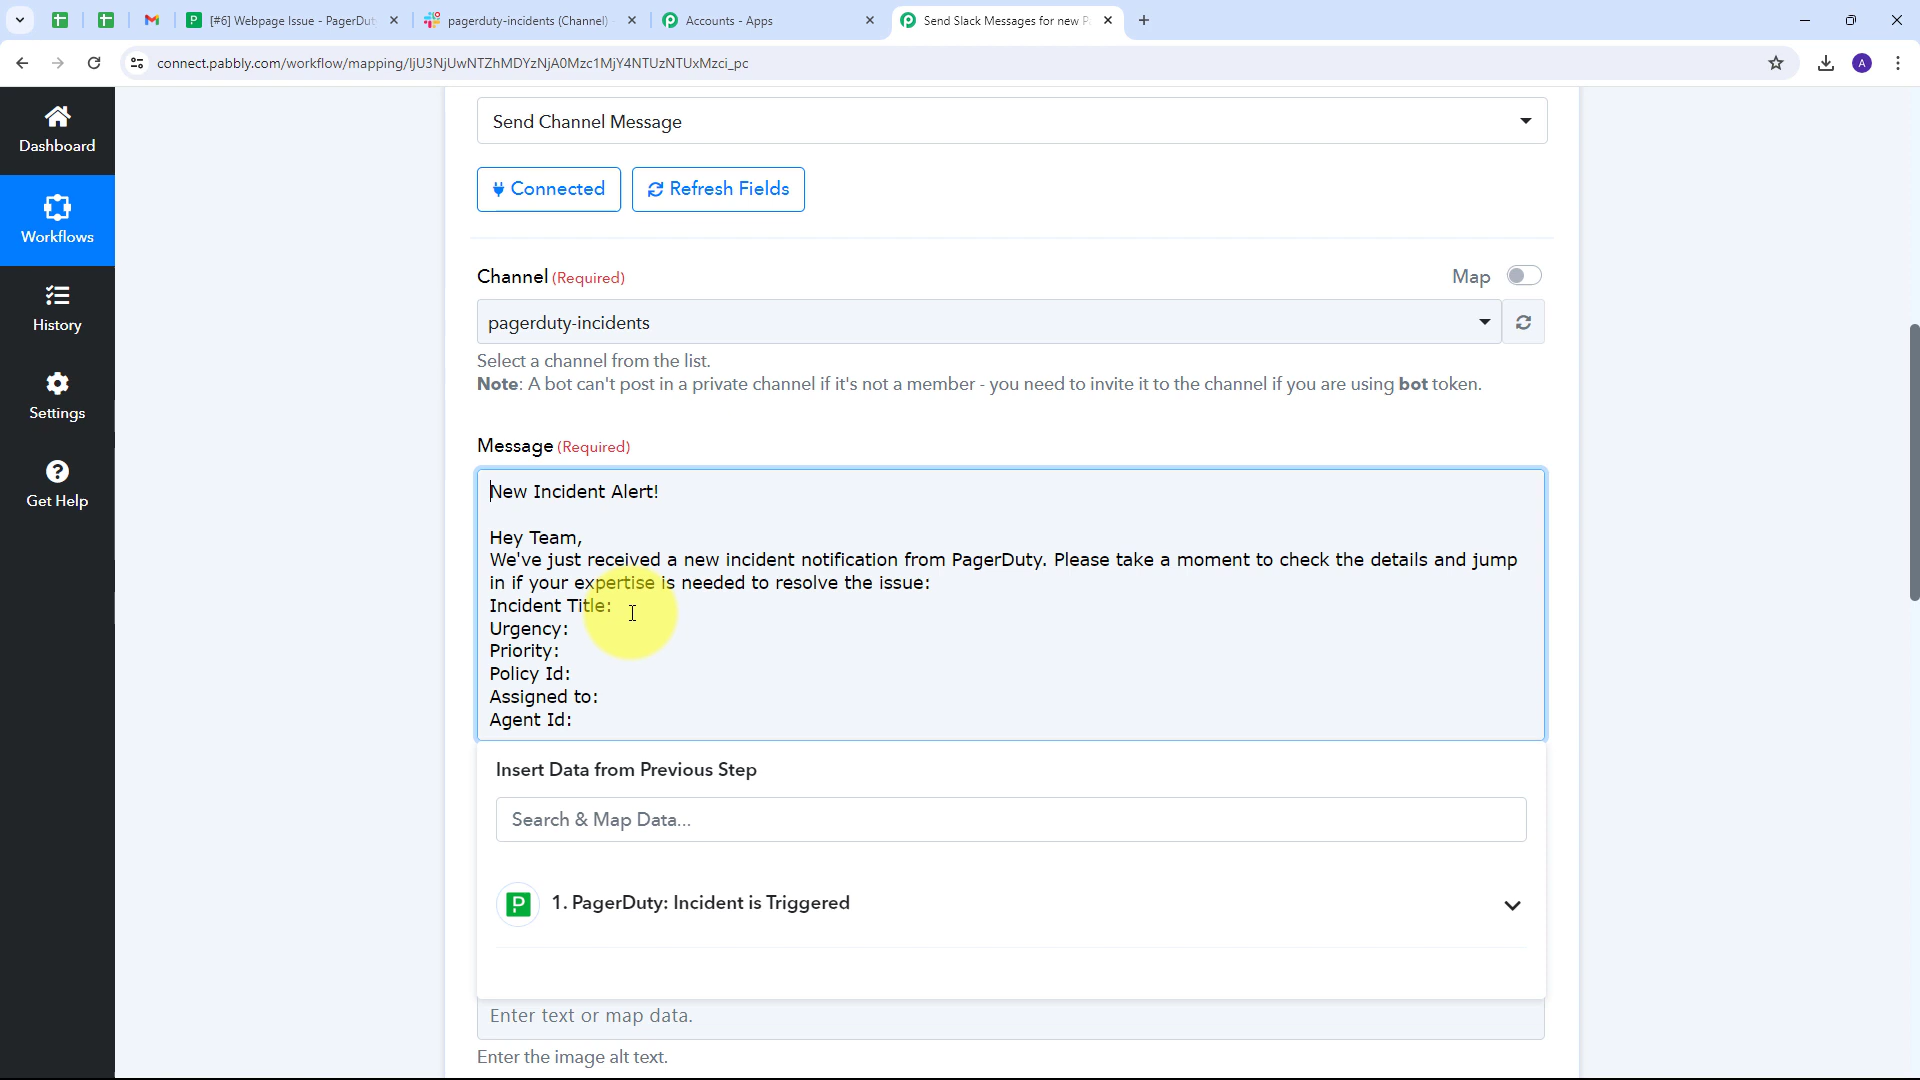 [#6] Webpage Issue - PagerDut
pagerduty-incidents (Channel)
Accounts - Apps
Send Slack Messages for new P
connect.pabbly.com/workflow/mapping/IjU3NjUwNTZhMDYzNjA0Mzc1MjY4NTUzNTUxMzci_pc
A
Dashboard
Workflows
History
Settings
Get Help
Send Channel Message
Connected
Refresh Fields
Channel (Required)
Map
pagerduty-incidents
Select a channel from the list.
Note: A bot can't post in a private channel if it's not a member - you need to invite it to the channel if you are using bot token.
Message (Required)
New Incident Alert!
Hey Team,
We've just received a new incident notification from PagerDuty. Please take a moment to check the details and jump
in if your expertise is needed to resolve the issue:
Incident Title:
Urgency:
Priority:
Policy Id:
Assigned to:
Agent Id:
Insert Data from Previous Step
Search & Map Data...
P
1. PagerDuty: Incident is Triggered
Enter text or map data.
Enter the image alt text.